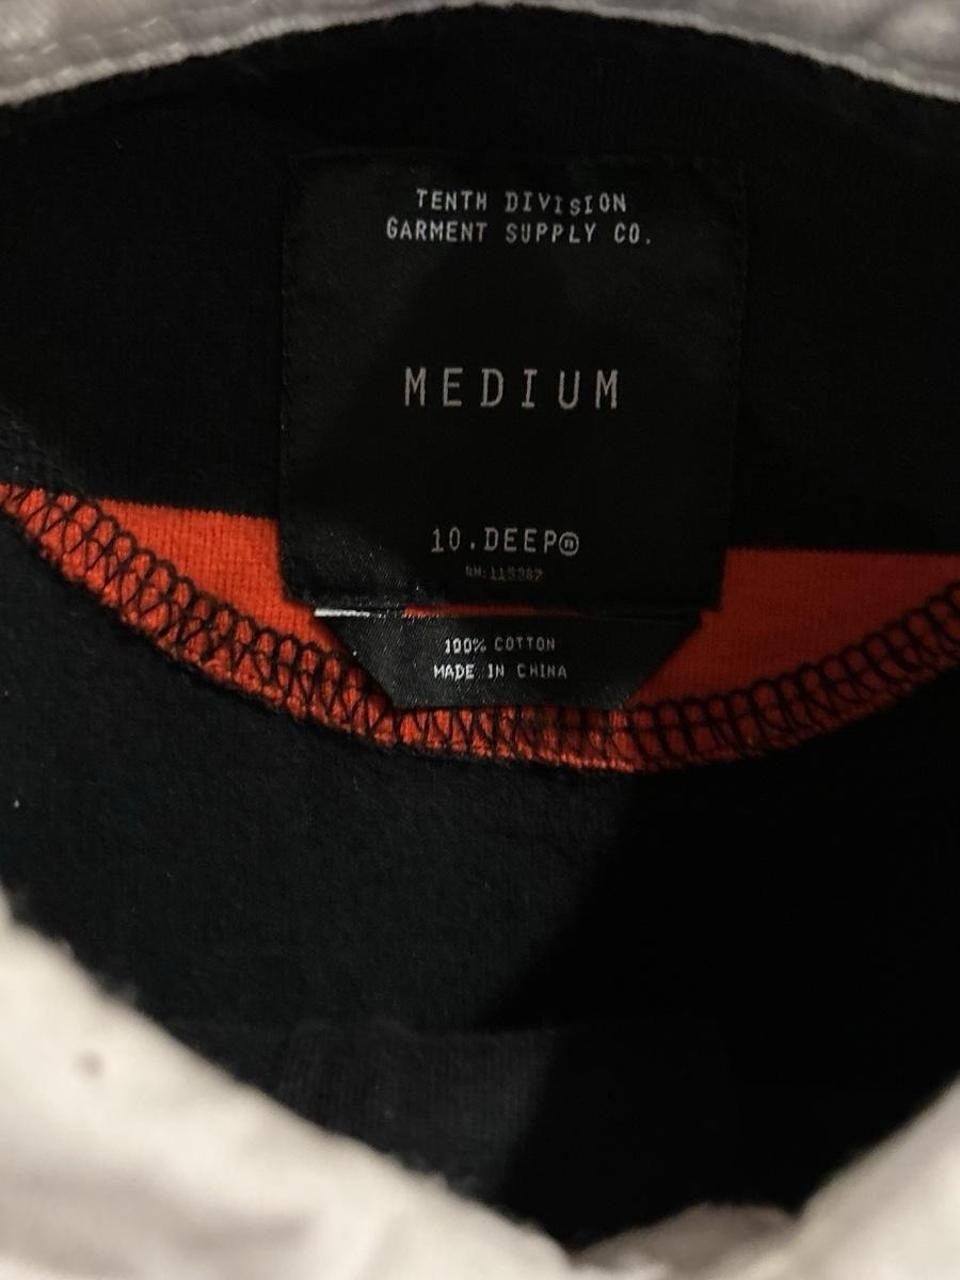 TENTH DIVISION
GARMENT SUPPLY CO.
MEDIUM
10.DEEP®
100% COTTON
MADE IN CHINA